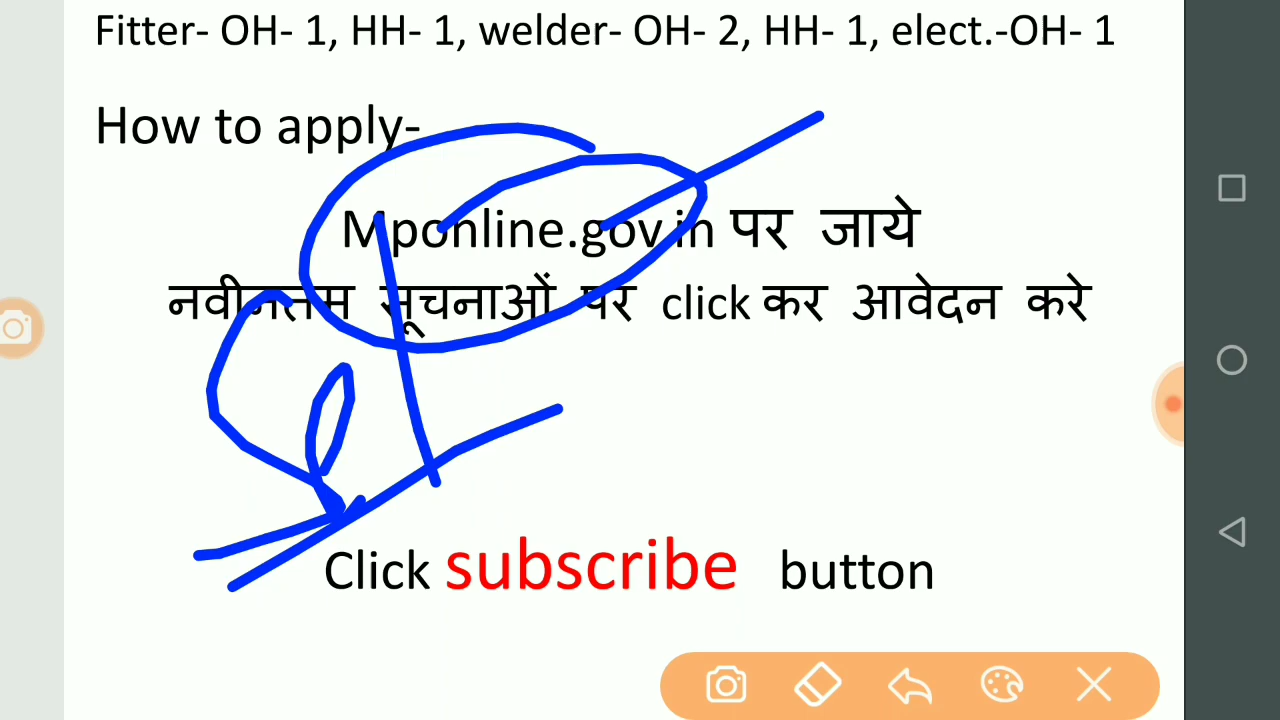 Fitter- OH- 1, HH- 1, welder- OH- 2, HH- 1, elect.-OH- 1
How to apply-
Mponline.gov.in पर जाये
नवीनतम सूचनाओं पर click कर आवेदन करे
Click subscribe button